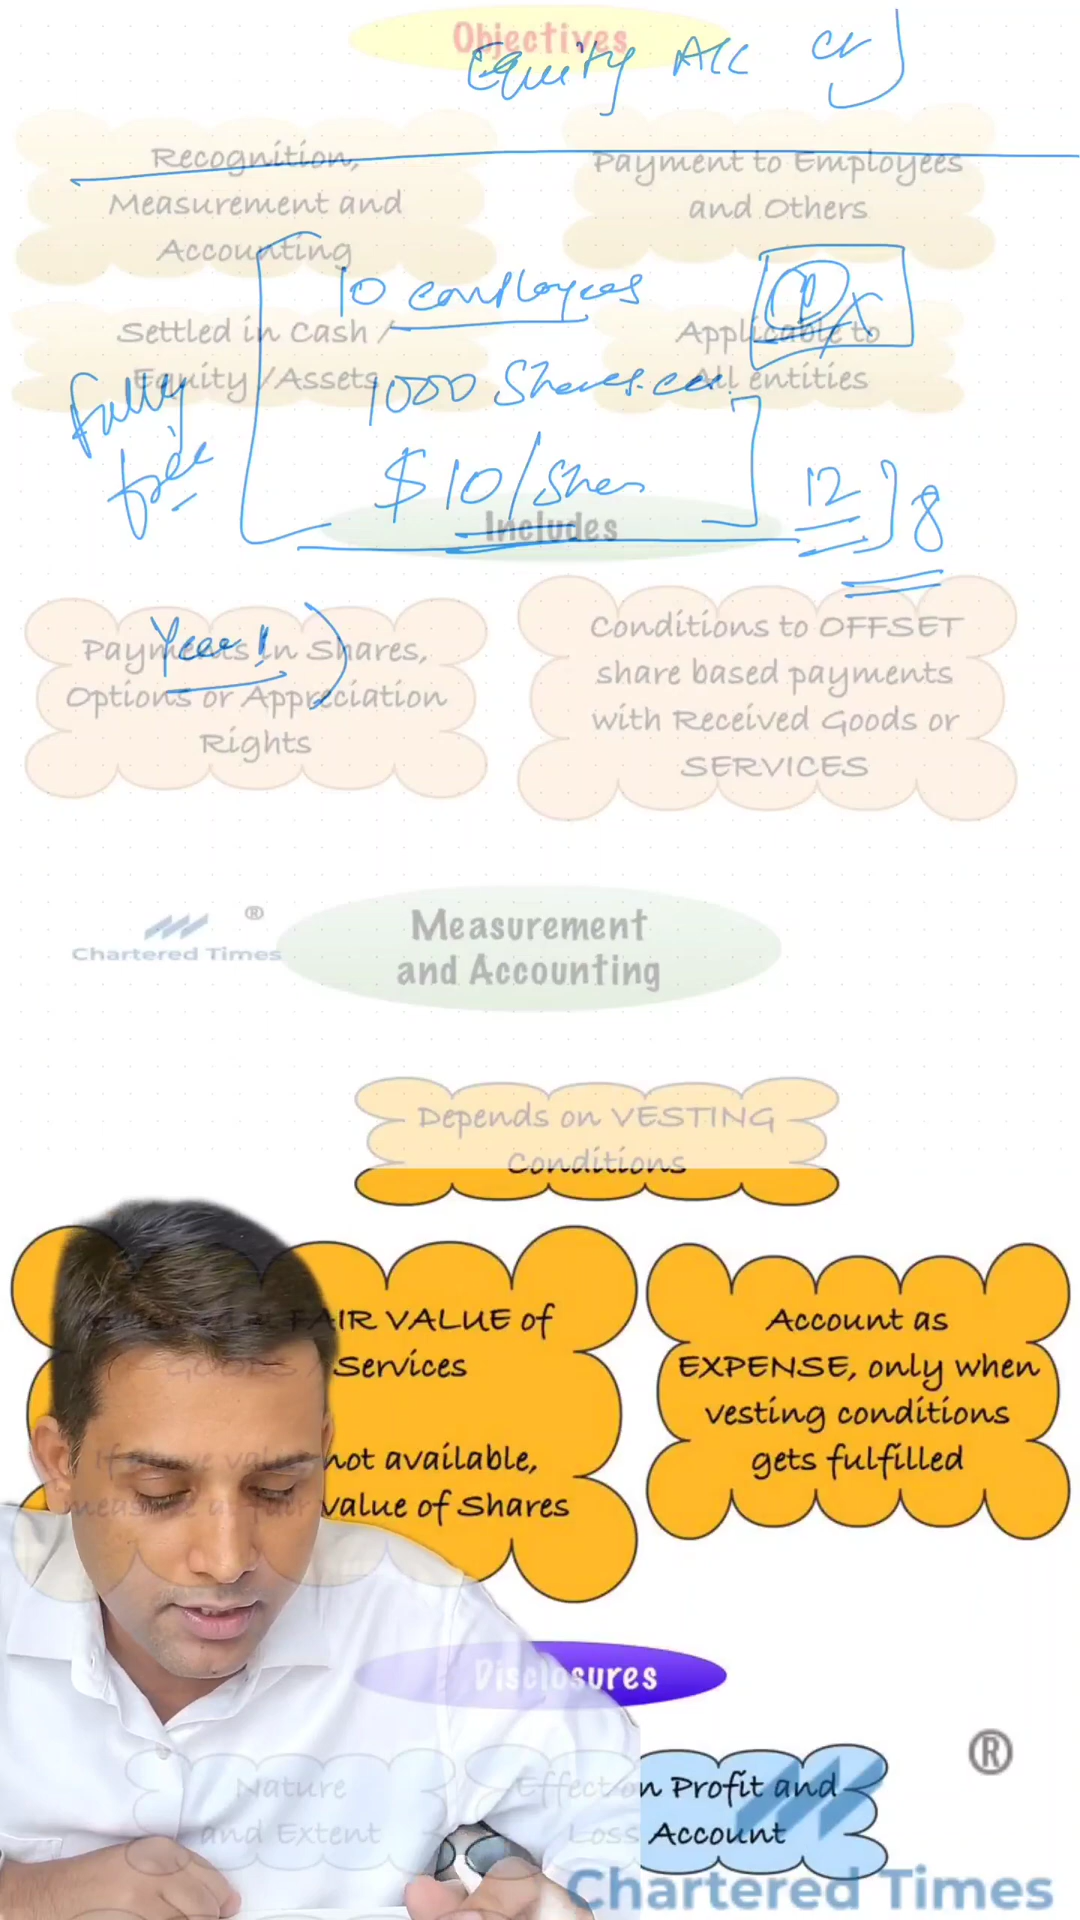 Objectives
Equity A/c cr
Recognition,
Measurement and
Accounting
Payment to Employees
and Others
10 employees
Settled in Cash /
Equity / Assets
Applicable to
All entities
1000 Shares
Fully
free
$10/Share
12 } 8
Includes
Year 1
Payments in Shares,
Options or Appreciation
Rights
Conditions to OFFSET
share based payments
with Received Goods or
SERVICES
®
Chartered Times
Measurement
and Accounting
Depends on VESTING
Conditions
FAIR VALUE of
Services
not available,
value of Shares
Account as
EXPENSE, only when
vesting conditions
gets fulfilled
Disclosures
Nature
and Extent
Effect on Profit and
Loss Account
®
Chartered Times